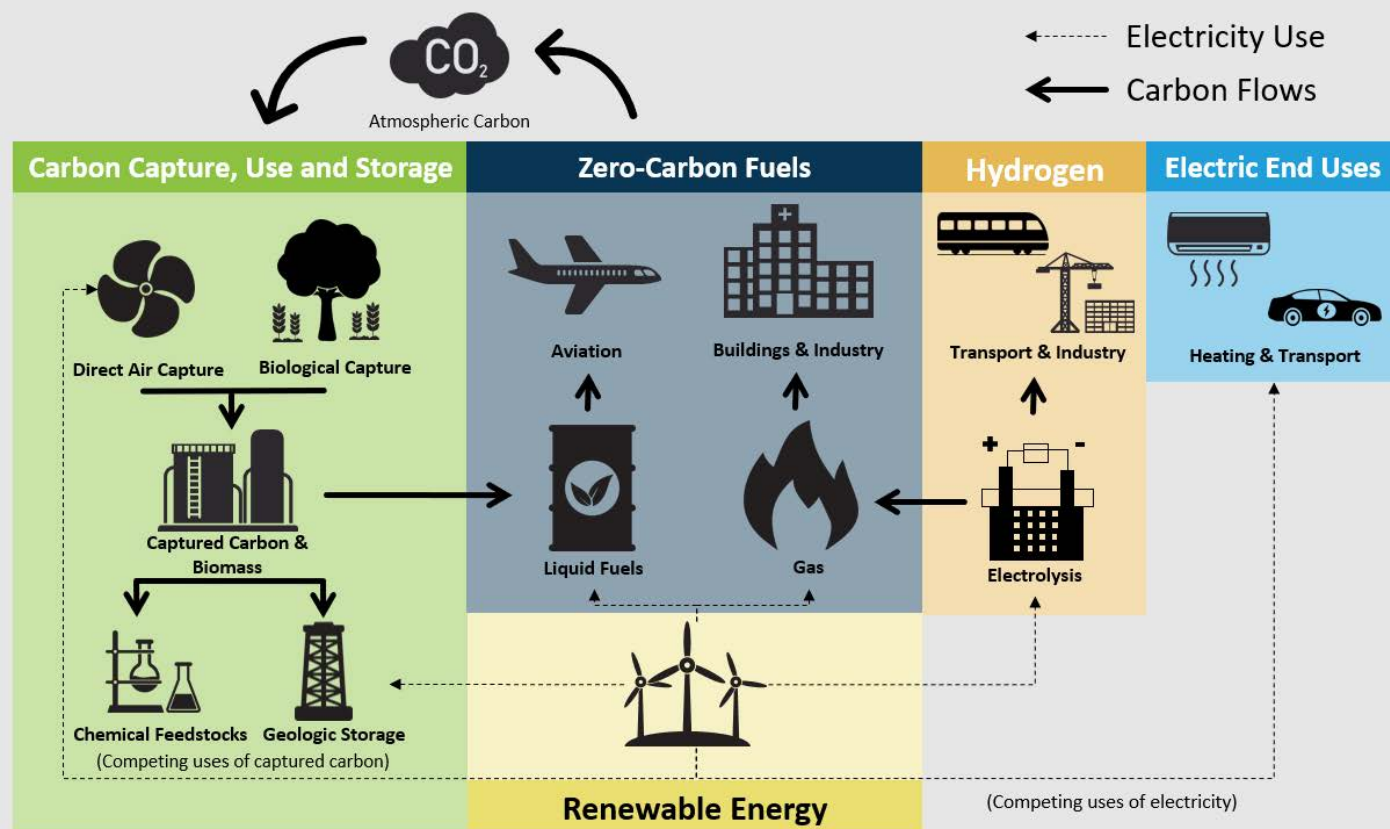 CO2
Atmospheric Carbon
Electricity Use
Carbon Flows
Carbon Capture, Use and Storage
Zero-Carbon Fuels
Hydrogen
Electric End Uses
Direct Air Capture
Biological Capture
Aviation
Buildings & Industry
Transport & Industry
Heating & Transport
Captured Carbon &
Biomass
Liquid Fuels
Gas
+
-
Electrolysis
Chemical Feedstocks
Geologic Storage
(Competing uses of captured carbon)
Renewable Energy
(Competing uses of electricity)